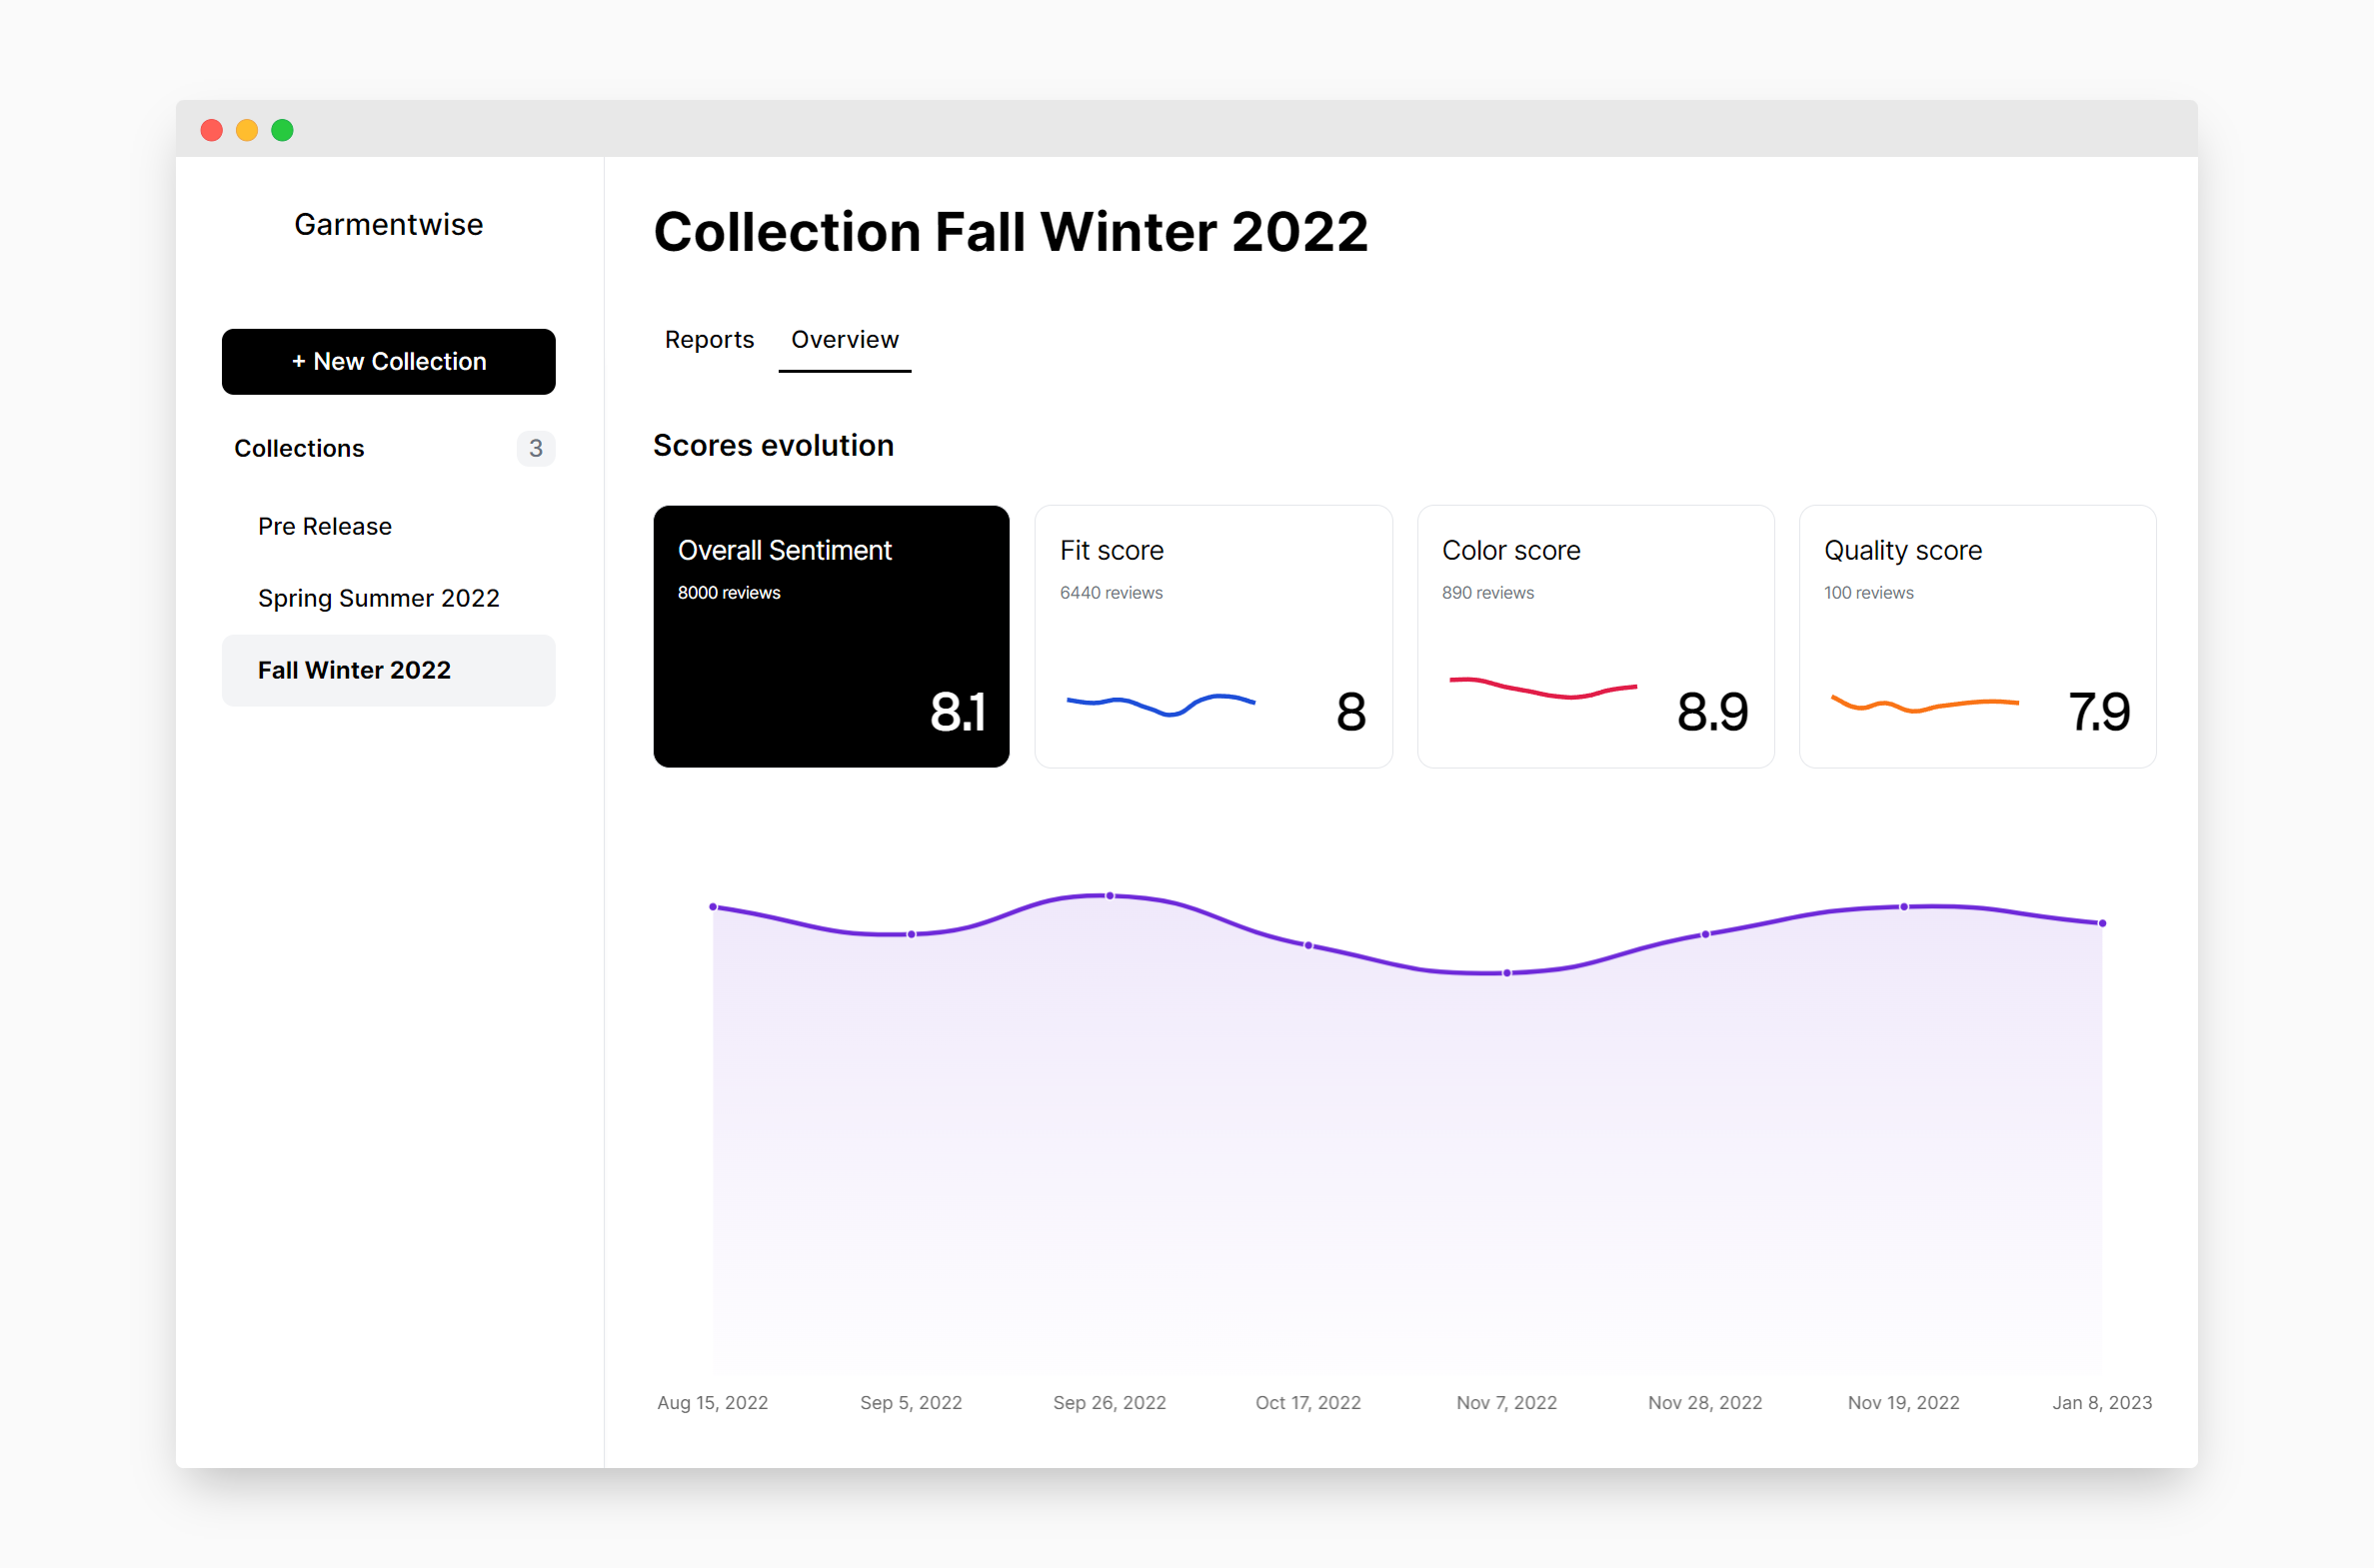 Garmentwise
+ New Collection
Collections 3
Pre Release
Spring Summer 2022
Fall Winter 2022
Collection Fall Winter 2022
Reports Overview
Scores evolution
Overall Sentiment
8000 reviews
8.1
Fit score
6440 reviews
8
Color score
890 reviews
8.9
Quality score
100 reviews
7.9
Aug 15, 2022 Sep 5, 2022 Sep 26, 2022 Oct 17, 2022 Nov 7, 2022 Nov 28, 2022 Nov 19, 2022 Jan 8, 2023